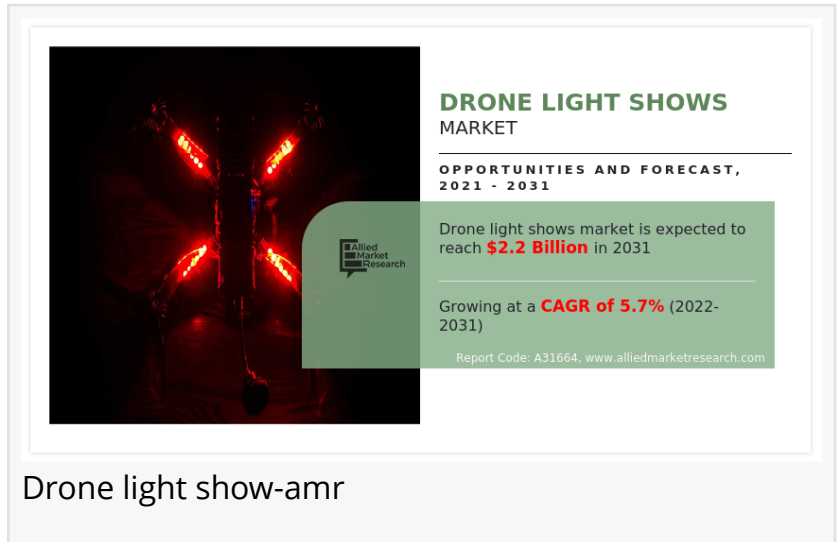 DRONE LIGHT SHOWS
MARKET
OPPORTUNITIES AND FORECAST,
2021 - 2031
Drone light shows market is expected to
reach $2.2 Billion in 2031
Allied
Market
Research
Growing at a CAGR of 5.7% (2022-
2031)
Report Code: A31664, www.alliedmarketresearch.com
Drone light show-amr